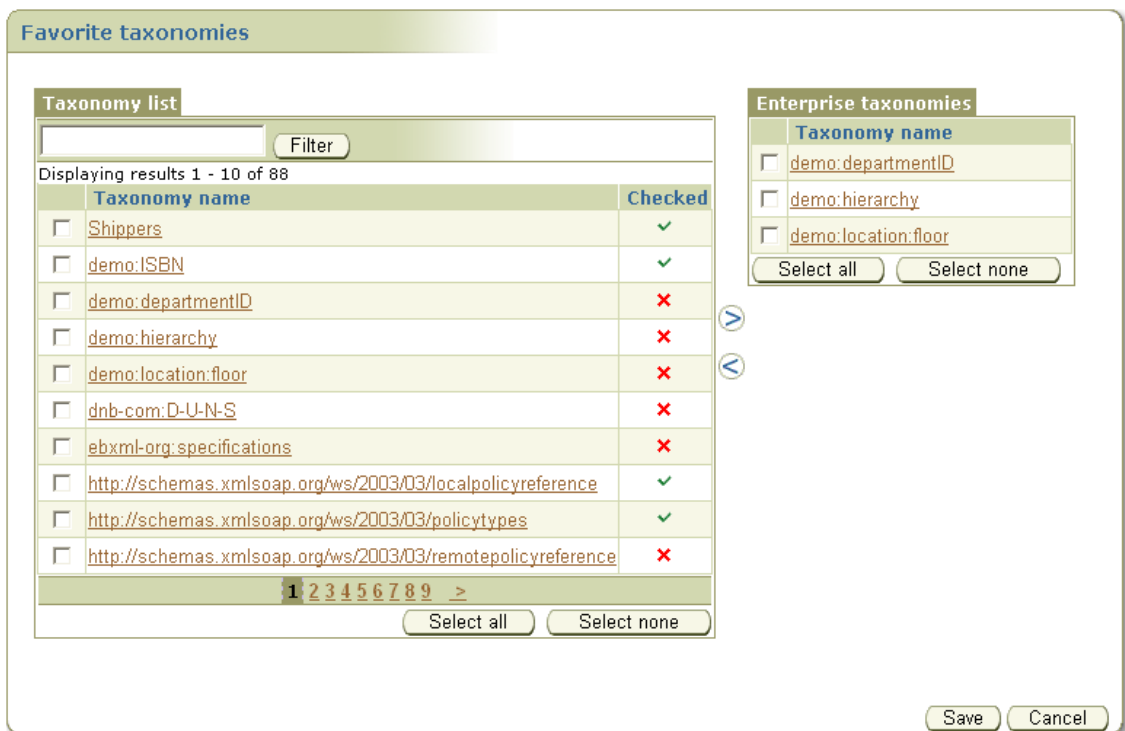 Favorite taxonomies
Taxonomy list
Filter
Displaying results 1 - 10 of 88
Taxonomy name Checked
Shippers
demo:ISBN
demo:departmentID
demo:hierarchy
demo:location:floor
dnb-com:D-U-N-S
ebxml-org:specifications
http://schemas.xmlsoap.org/ws/2003/03/localpolicyreference
http://schemas.xmlsoap.org/ws/2003/03/policytypes
http://schemas.xmlsoap.org/ws/2003/03/remotepolicyreference
1 2 3 4 5 6 7 8 9 >
Select all Select none
>
<
Enterprise taxonomies
Taxonomy name
demo:departmentID
demo:hierarchy
demo:location:floor
Select all Select none
Save Cancel